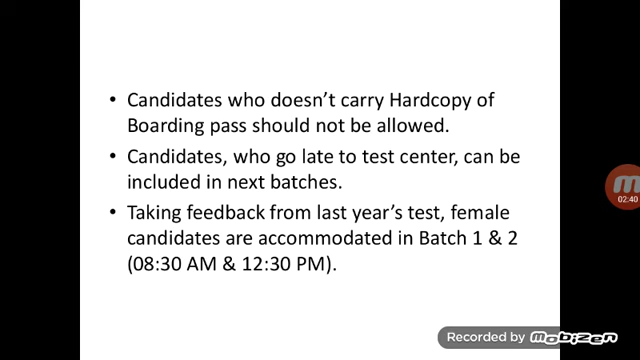 • Candidates who doesn't carry Hardcopy of
Boarding pass should not be allowed.
• Candidates, who go late to test center, can be
included in next batches.
• Taking feedback from last year's test, female
candidates are accommodated in Batch 1 & 2
(08:30 AM & 12:30 PM).
02:40
Recorded by mobizen